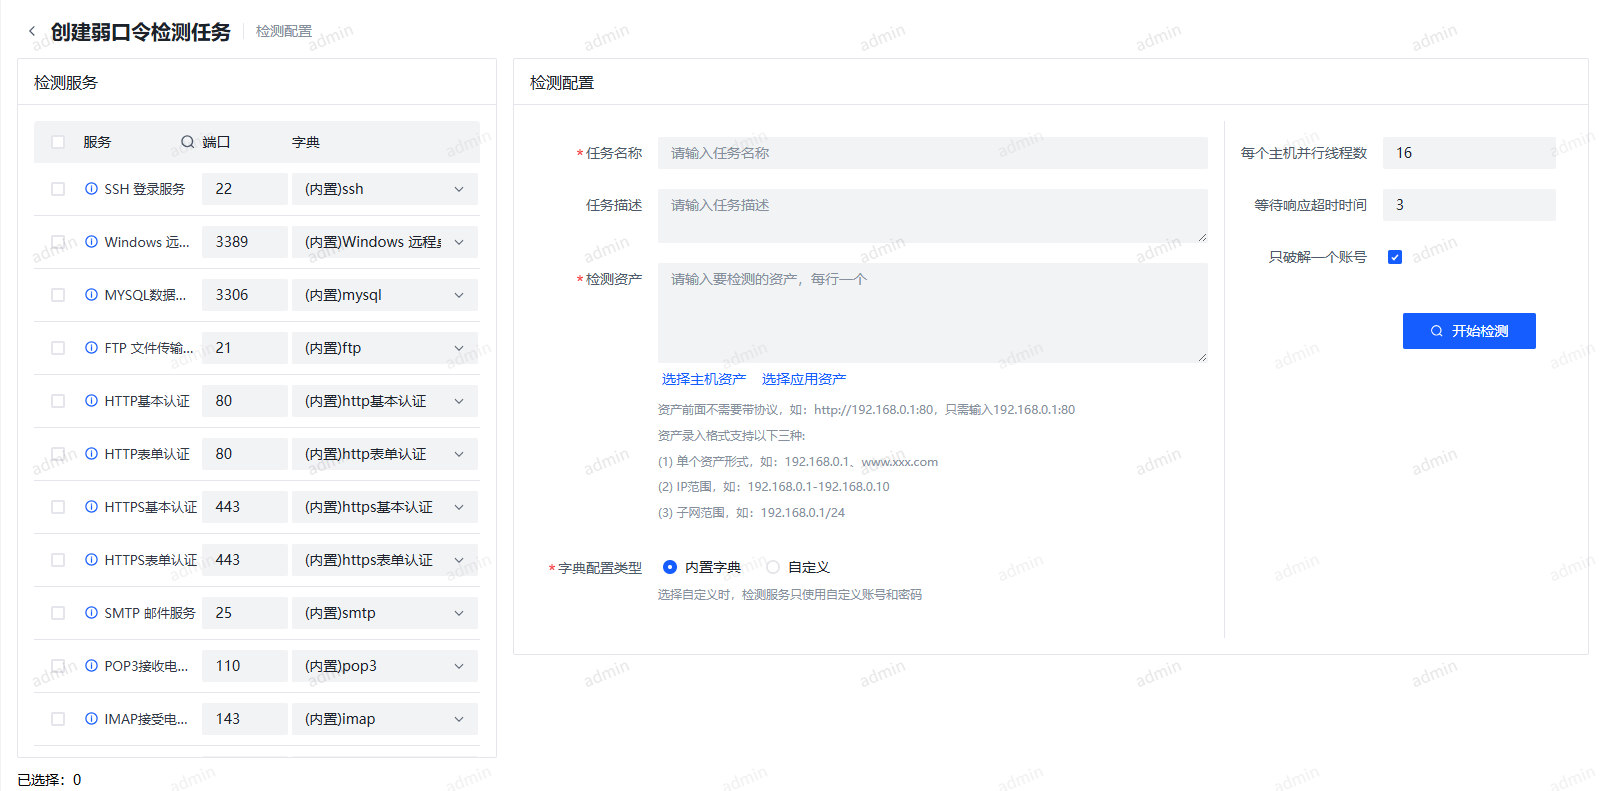 创建弱口令检测任务 检测配置
检测服务
服务 端口 字典
SSH 登录服务 22 (内置)ssh
Windows 远... 3389 (内置)Windows 远程
MYSQL数据... 3306 (内置)mysql
FTP 文件传输... 21 (内置)ftp
HTTP基本认证 80 (内置)http基本认证
HTTP表单认证 80 (内置)http表单认证
HTTPS基本认证 443 (内置)https基本认证
HTTPS表单认证 443 (内置)https表单认证
SMTP 邮件服务 25 (内置)smtp
POP3接收电... 110 (内置)pop3
IMAP接受电... 143 (内置)imap
已选择：0
检测配置
*任务名称 请输入任务名称
任务描述 请输入任务描述
*检测资产 请输入要检测的资产，每行一个
选择主机资产 选择应用资产
资产前面不需要带协议，如：http://192.168.0.1:80，只需输入192.168.0.1:80
资产录入格式支持以下三种:
(1) 单个资产形式，如：192.168.0.1、www.xxx.com
(2) IP范围，如：192.168.0.1-192.168.0.10
(3) 子网范围，如：192.168.0.1/24
*字典配置类型 内置字典 自定义
选择自定义时，检测服务只使用自定义账号和密码
每个主机并行线程数 16
等待响应超时时间 3
只破解一个账号
开始检测
admin